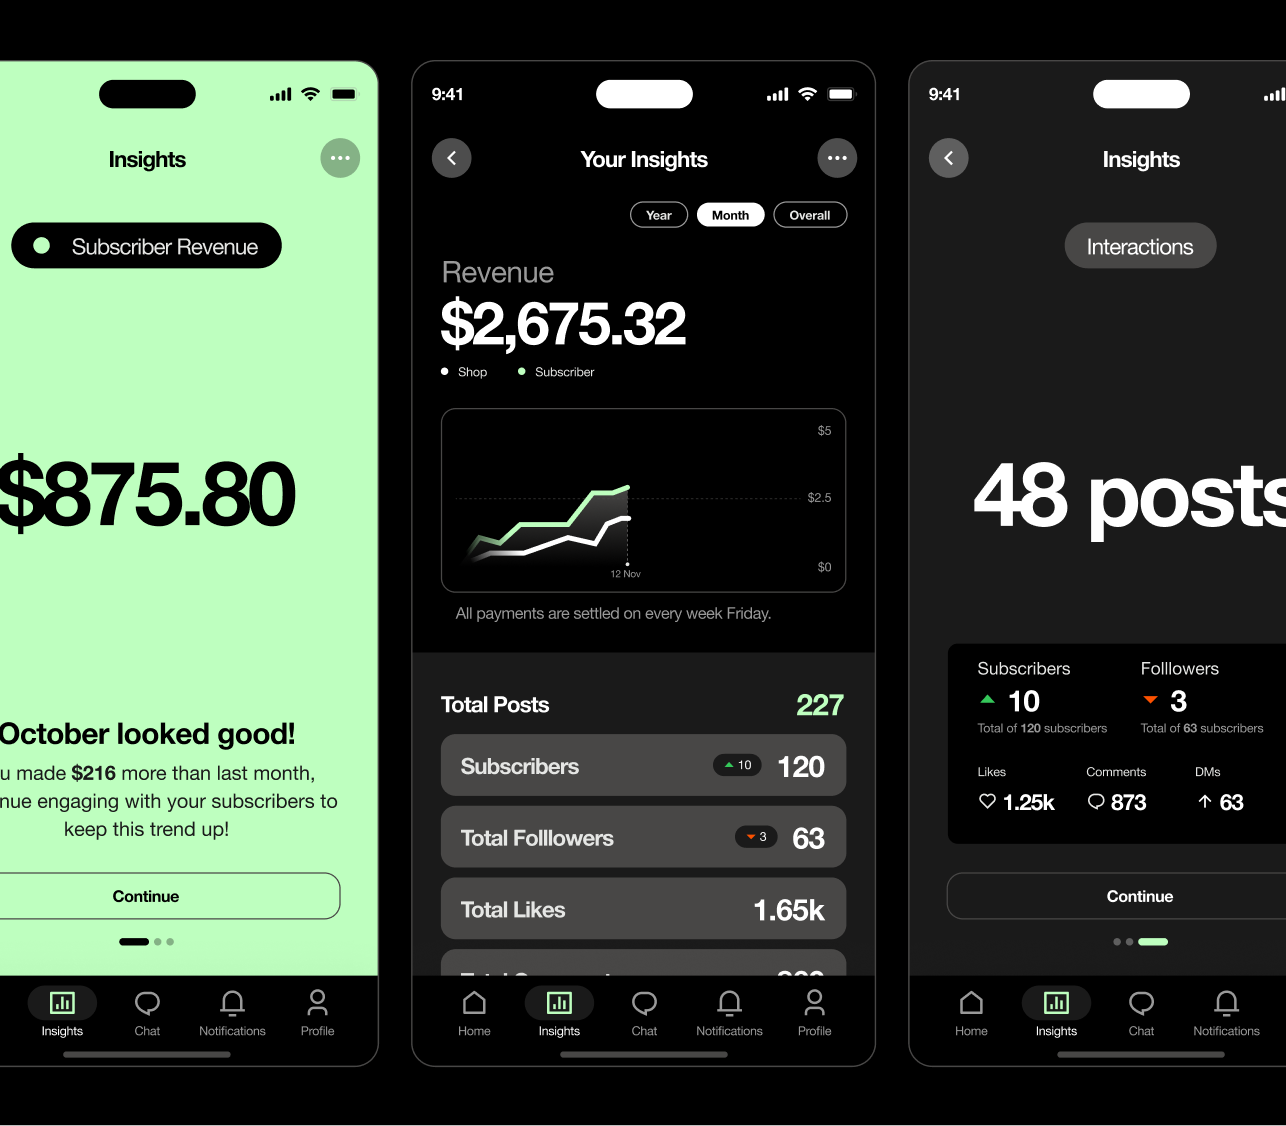 Insights
Subscriber Revenue
$875.80
October looked good!
made $216 more than last month,
engaging with your subscribers to
keep this trend up!
Continue
Insights
Chat
Notifications
Profile
9:41
Your Insights
Year
Month
Overall
Revenue
$2,675.32
Shop
Subscriber
$5
$2.5
$0
12 Nov
All payments are settled on every week Friday.
Total Posts
227
Subscribers
10
120
Total Folllowers
3
63
Total Likes
1.65k
Home
Insights
Chat
Notifications
Profile
9:41
Insights
Interactions
48 posts
Subscribers
Folllowers
10
3
Total of 120 subscribers
Total of 63 subscribers
Likes
Comments
DMs
1.25k
873
63
Continue
Home
Insights
Chat
Notifications